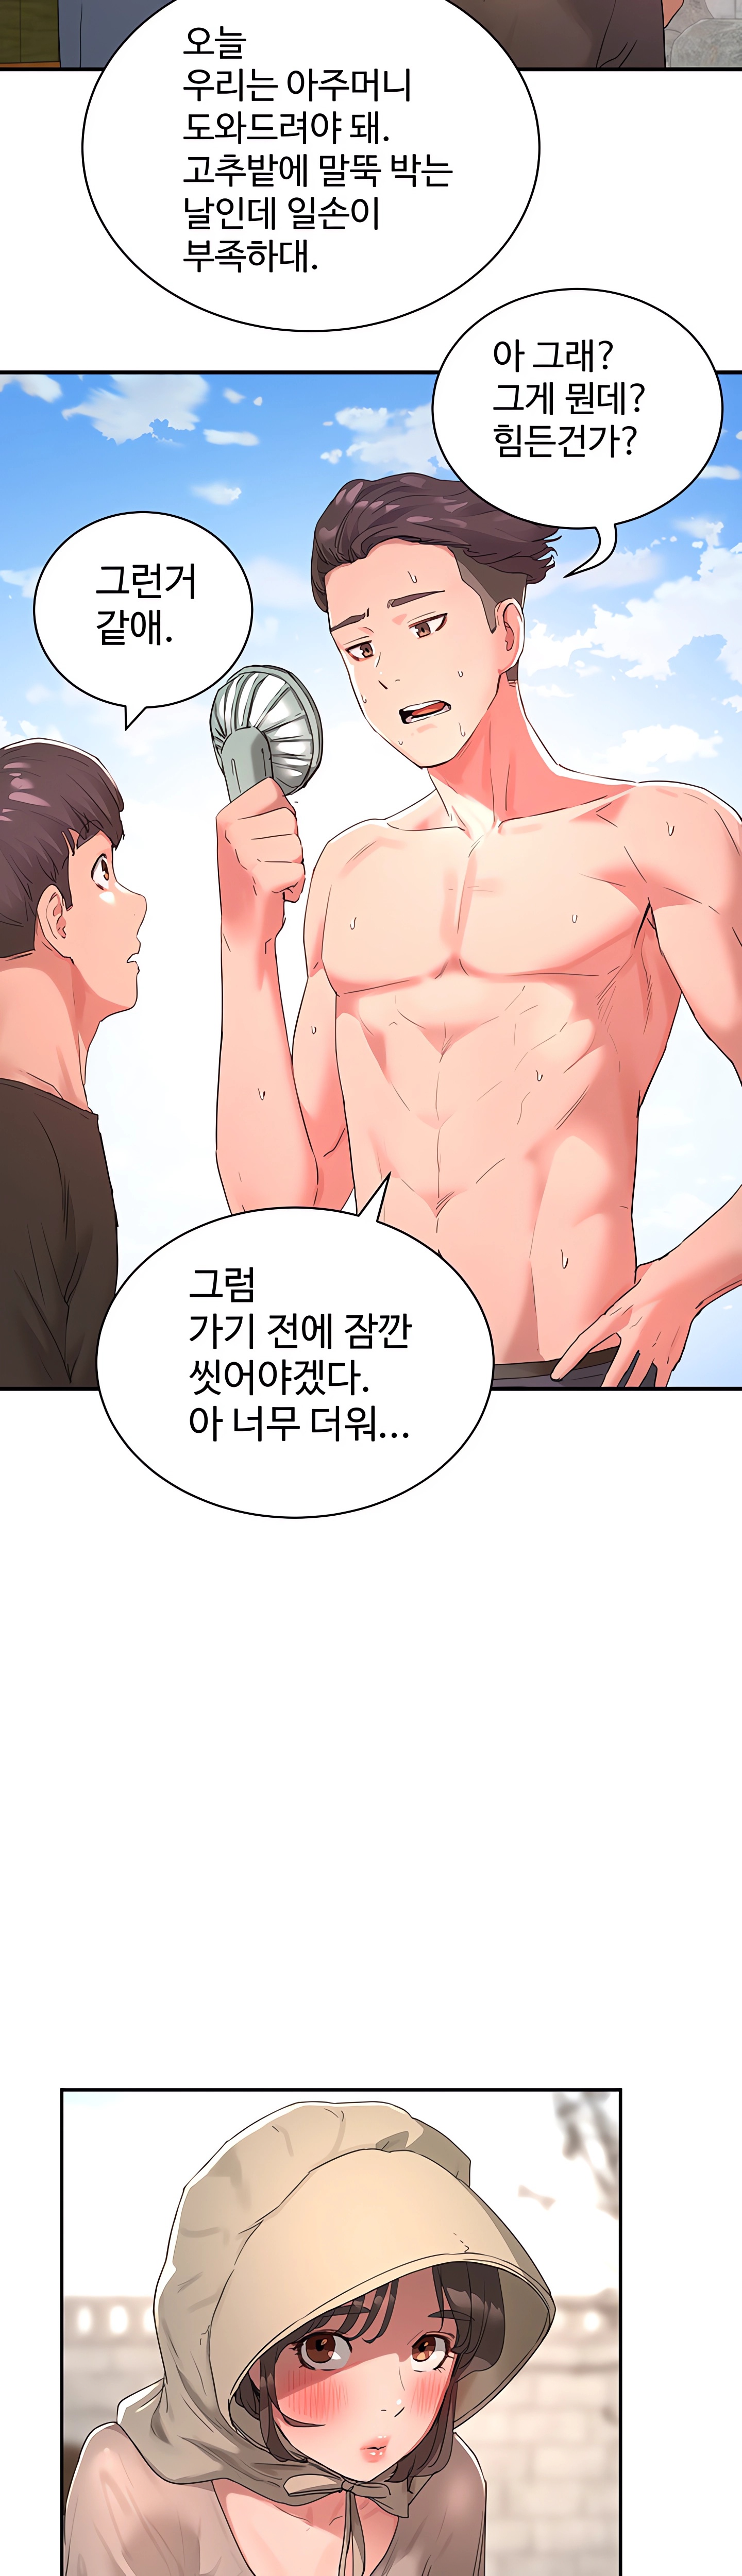 오늘
우리는 아주머니
도와드려야 돼.
고추밭에 말뚝 박는
날인데 일손이
부족하대.
아 그래?
그게 뭔데?
힘든건가?
그런거
같애.
그럼
가기 전에 잠깐
씻어야겠다.
아 너무 더워...